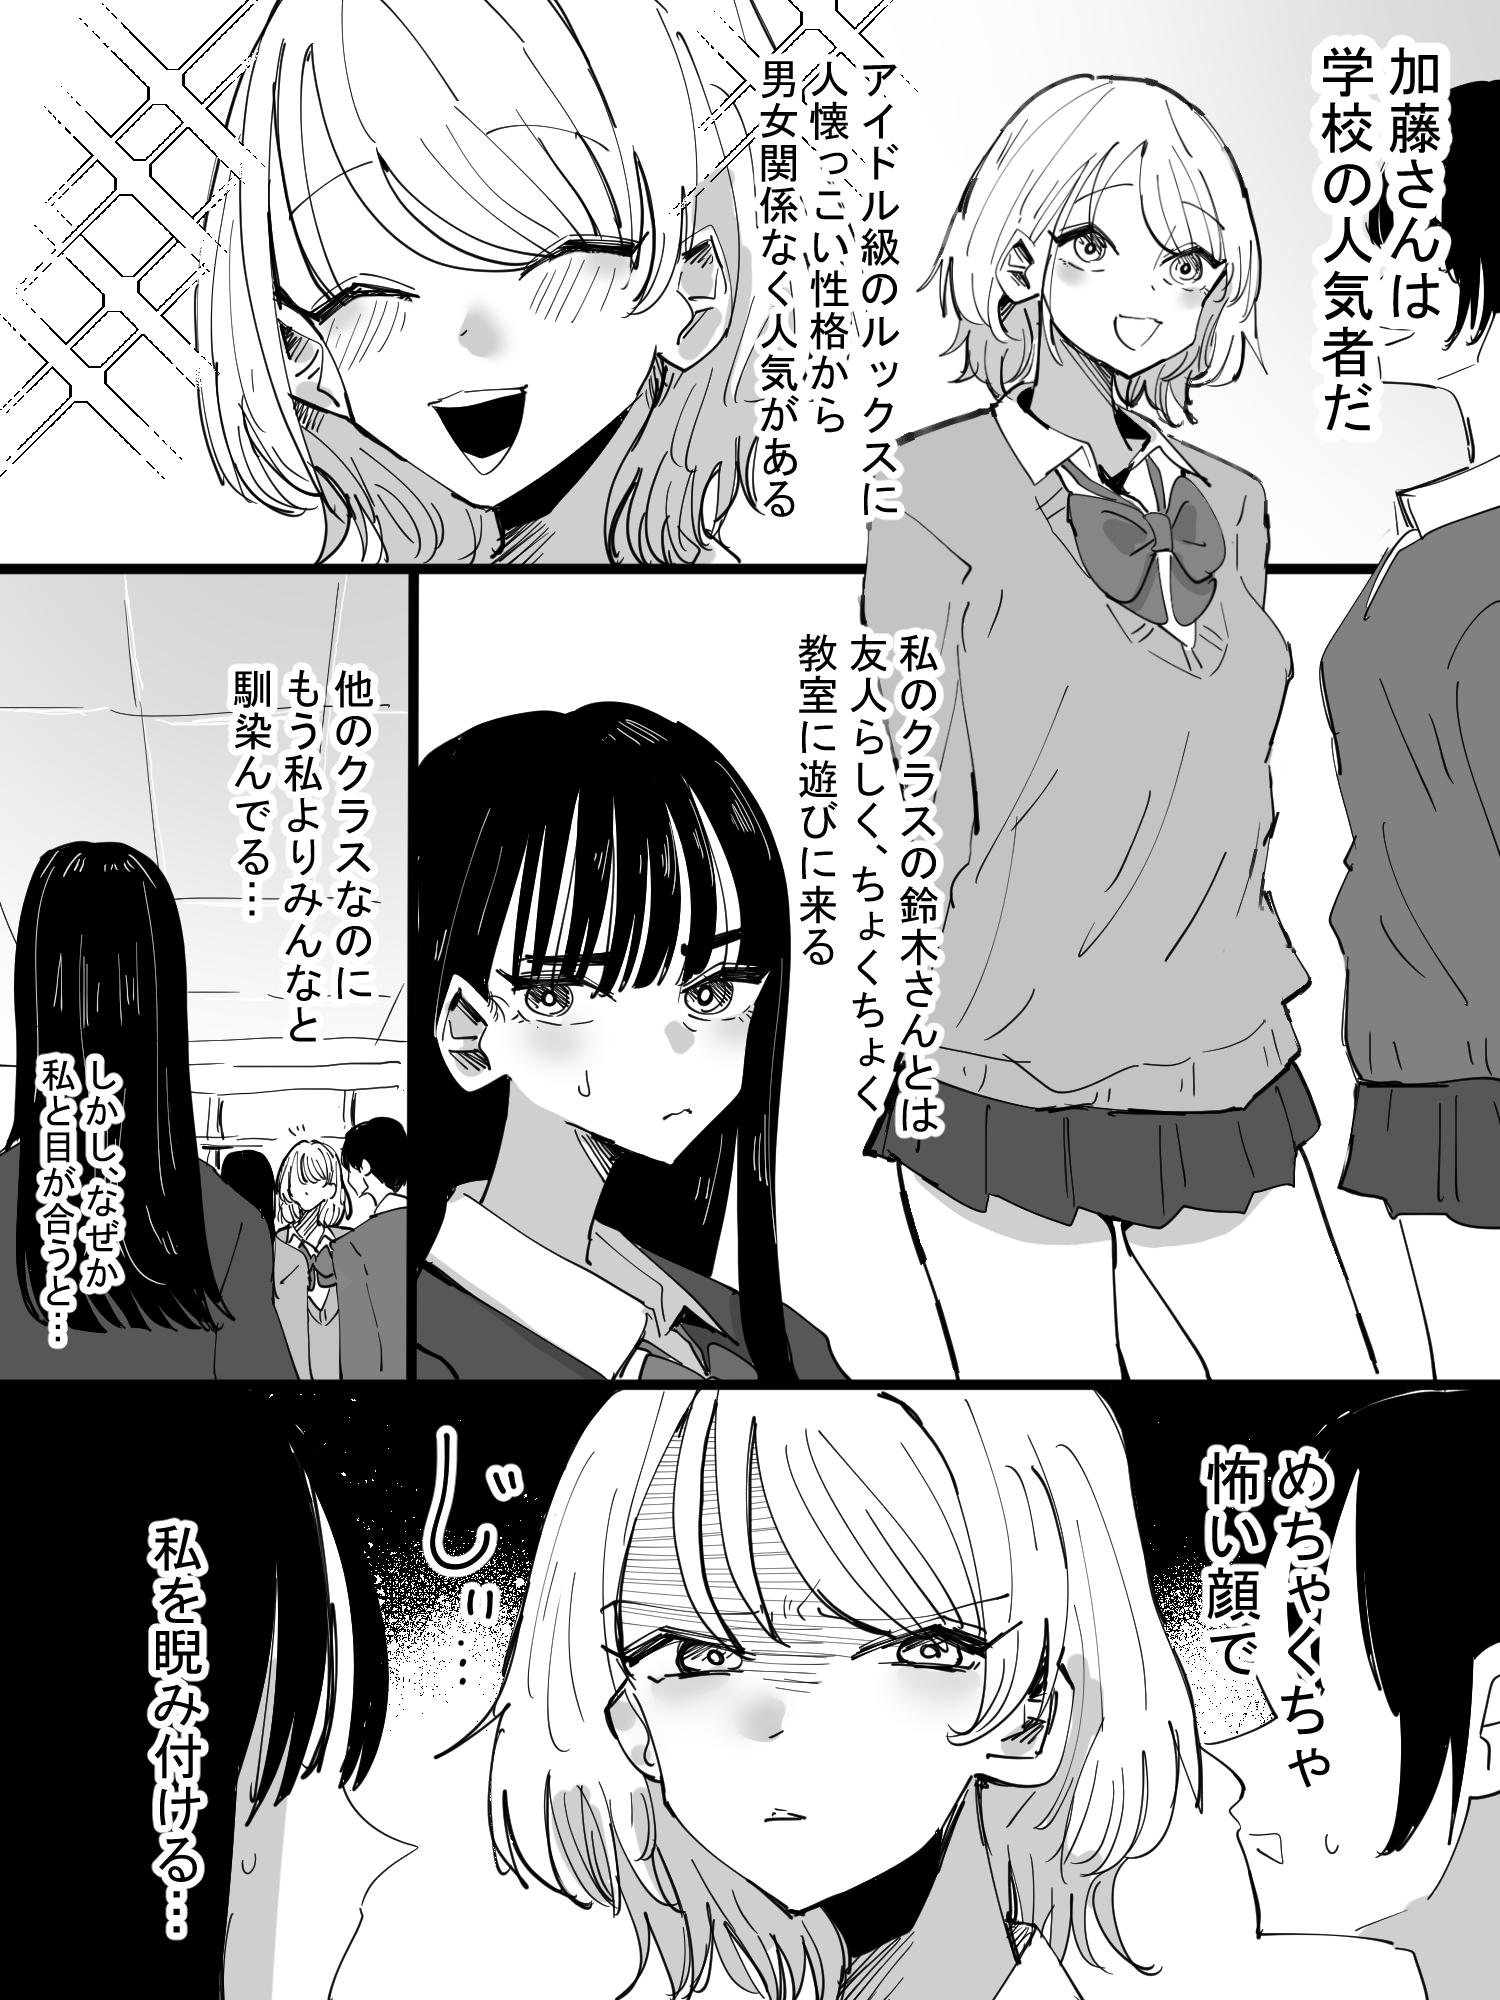 加藤さんは
学校の人気者だ
アイドル級のルックスに
人懐っこい性格から
男女関係なく人気がある
私のクラスの鈴木さんとは
友人らしく、ちょくちょく
教室に遊びに来る
他のクラスなのに
もう私よりみんなと
馴染んでる…
しかし、なぜか
私と目が合うと…
めちゃくちゃ
怖い顔で
じ…
私を睨み付ける…